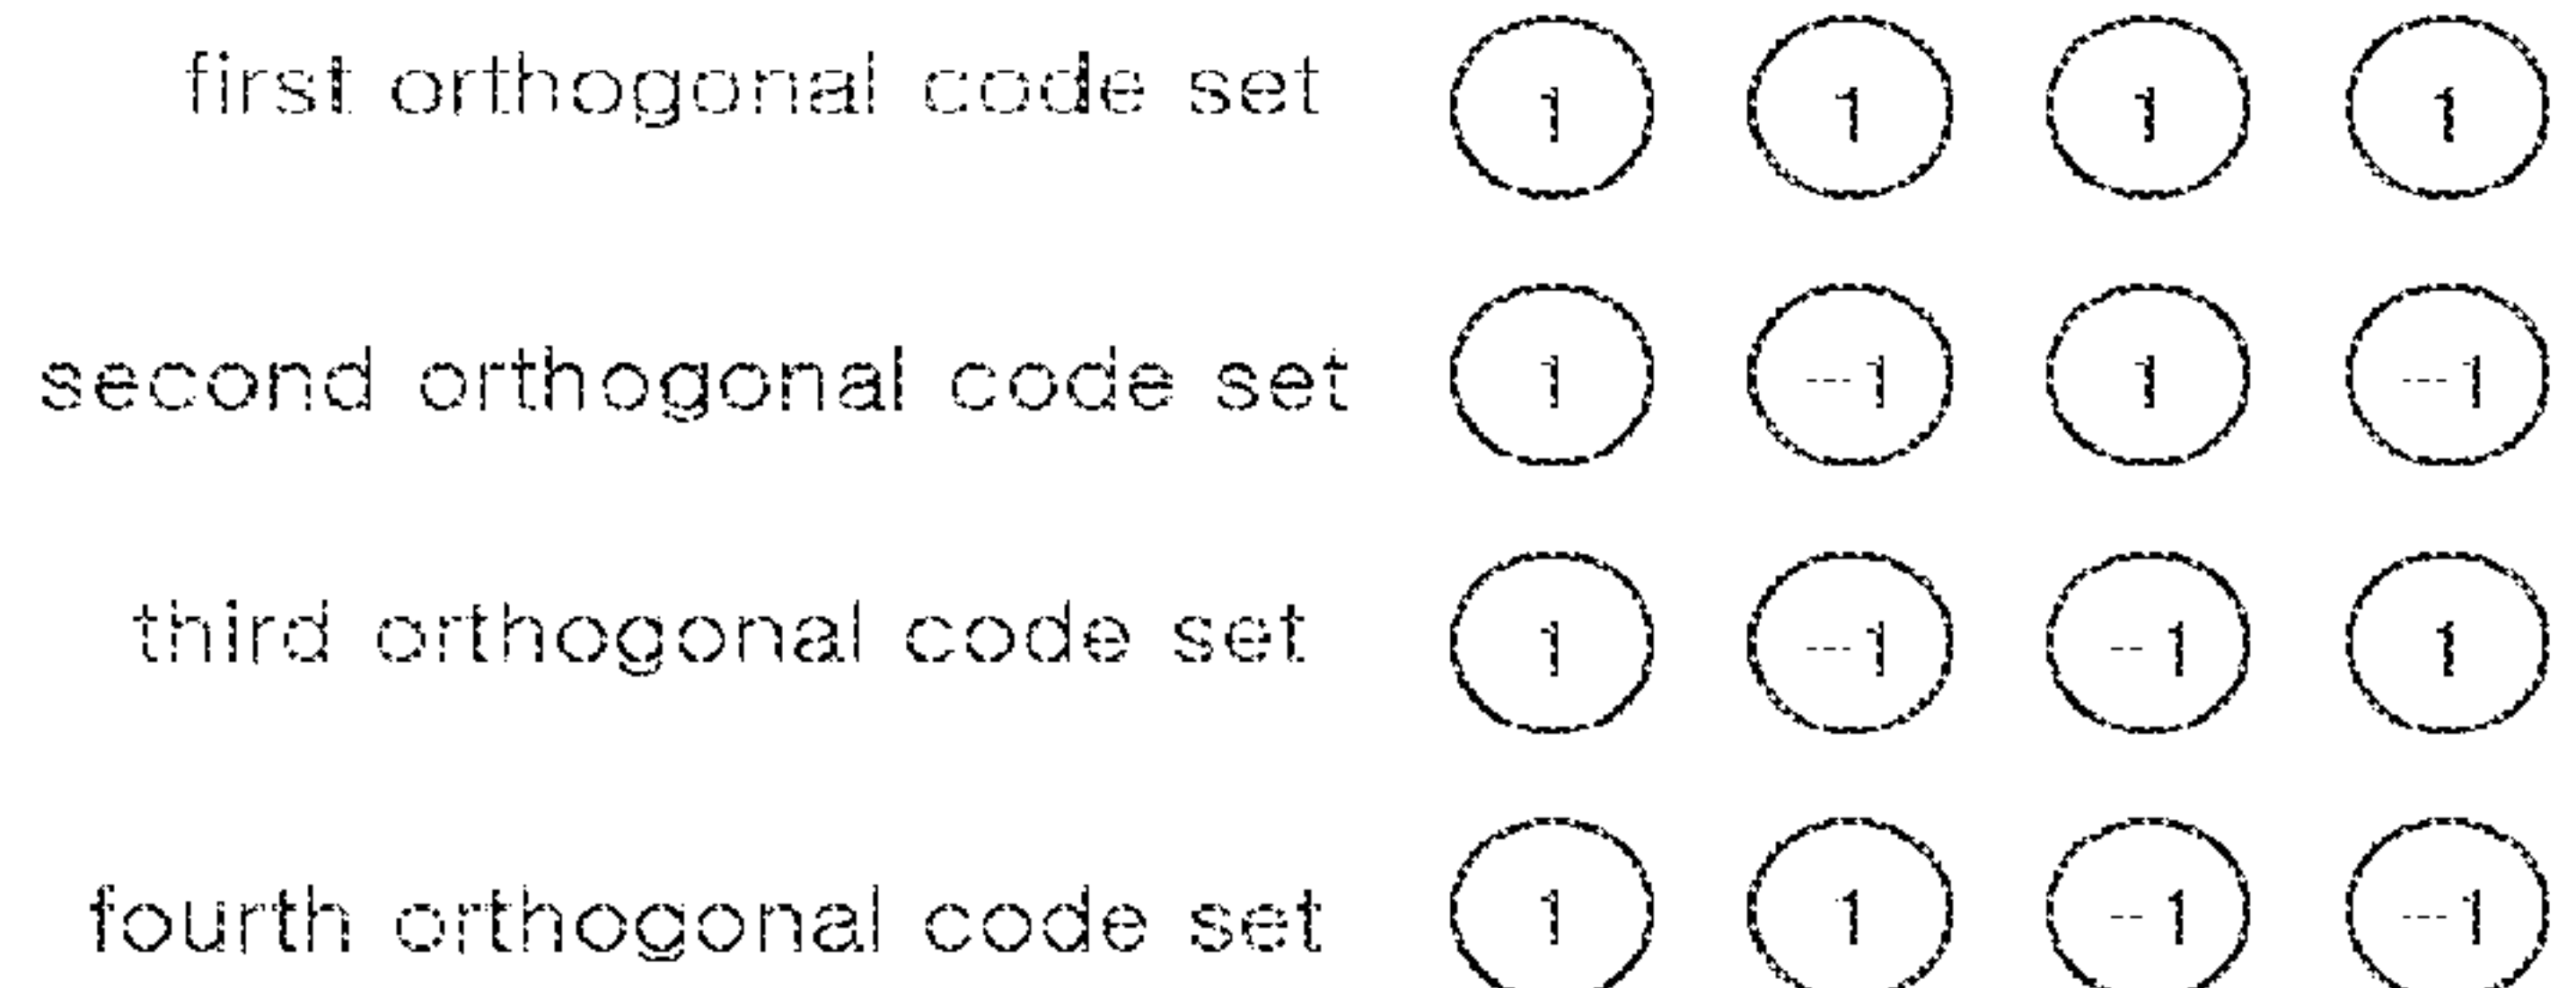 first orthogonal code set 1 1 1 1
second orthogonal code set 1 -1 1 -1
third orthogonal code set 1 -1 -1 1
fourth orthogonal code set 1 1 -1 -1